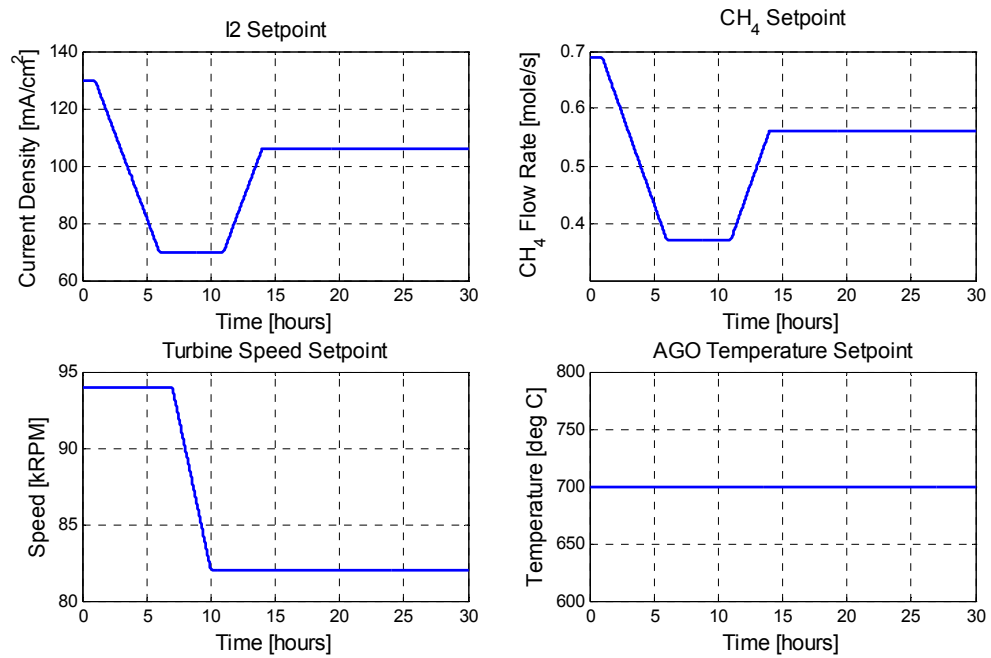 I2 Setpoint
140
120
100
80
60
Current Density [mA/cm²]
0 5 10 15 20 25 30
Time [hours]
CH₄ Setpoint
0.7
0.6
0.5
0.4
CH₄ Flow Rate [mole/s]
0 5 10 15 20 25 30
Time [hours]
Turbine Speed Setpoint
95
90
85
80
Speed [kRPM]
0 5 10 15 20 25 30
Time [hours]
AGO Temperature Setpoint
800
750
700
650
600
Temperature [deg C]
0 5 10 15 20 25 30
Time [hours]